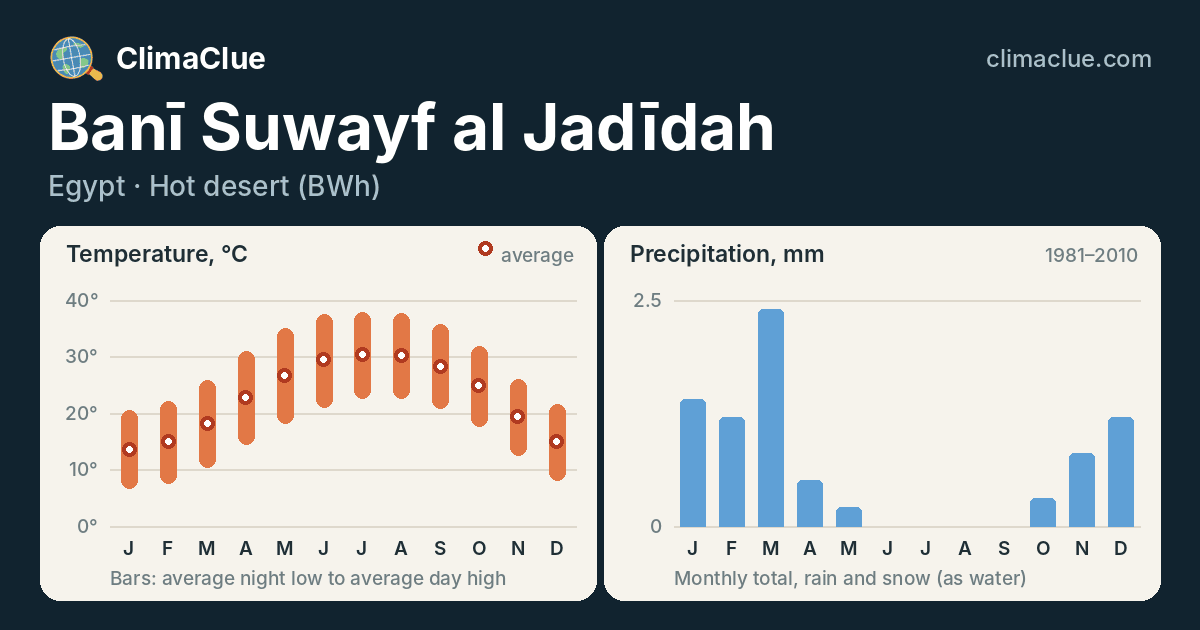 ClimaClue
climaclue.com
Banī Suwayf al Jadīdah
Egypt · Hot desert (BWh)
Temperature, °C
average
40°
30°
20°
10°
0°
J F M A M J J A S O N D
Bars: average night low to average day high
Precipitation, mm
1981–2010
2.5
0
J F M A M J J A S O N D
Monthly total, rain and snow (as water)